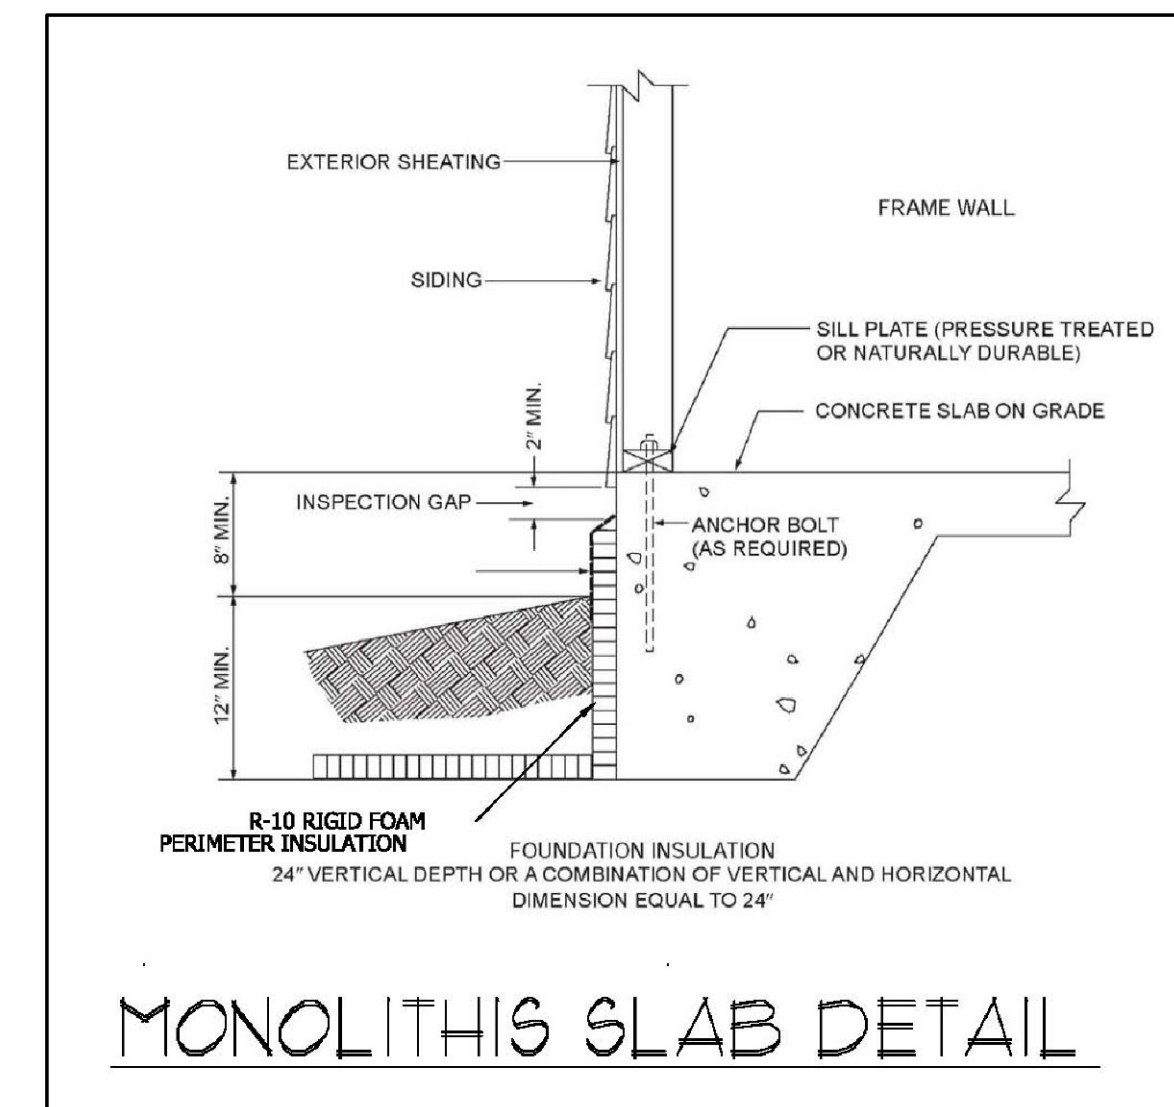 EXTERIOR SHEATING
FRAME WALL
SIDING
SILL PLATE (PRESSURE TREATED
OR NATURALLY DURABLE)
2" MIN.
CONCRETE SLAB ON GRADE
INSPECTION GAP
8" MIN.
ANCHOR BOLT
(AS REQUIRED)
12" MIN.
R-10 RIGID FOAM
PERIMETER INSULATION
FOUNDATION INSULATION
24" VERTICAL DEPTH OR A COMBINATION OF VERTICAL AND HORIZONTAL
DIMENSION EQUAL TO 24"
MONOLITHIS SLAB DETAIL